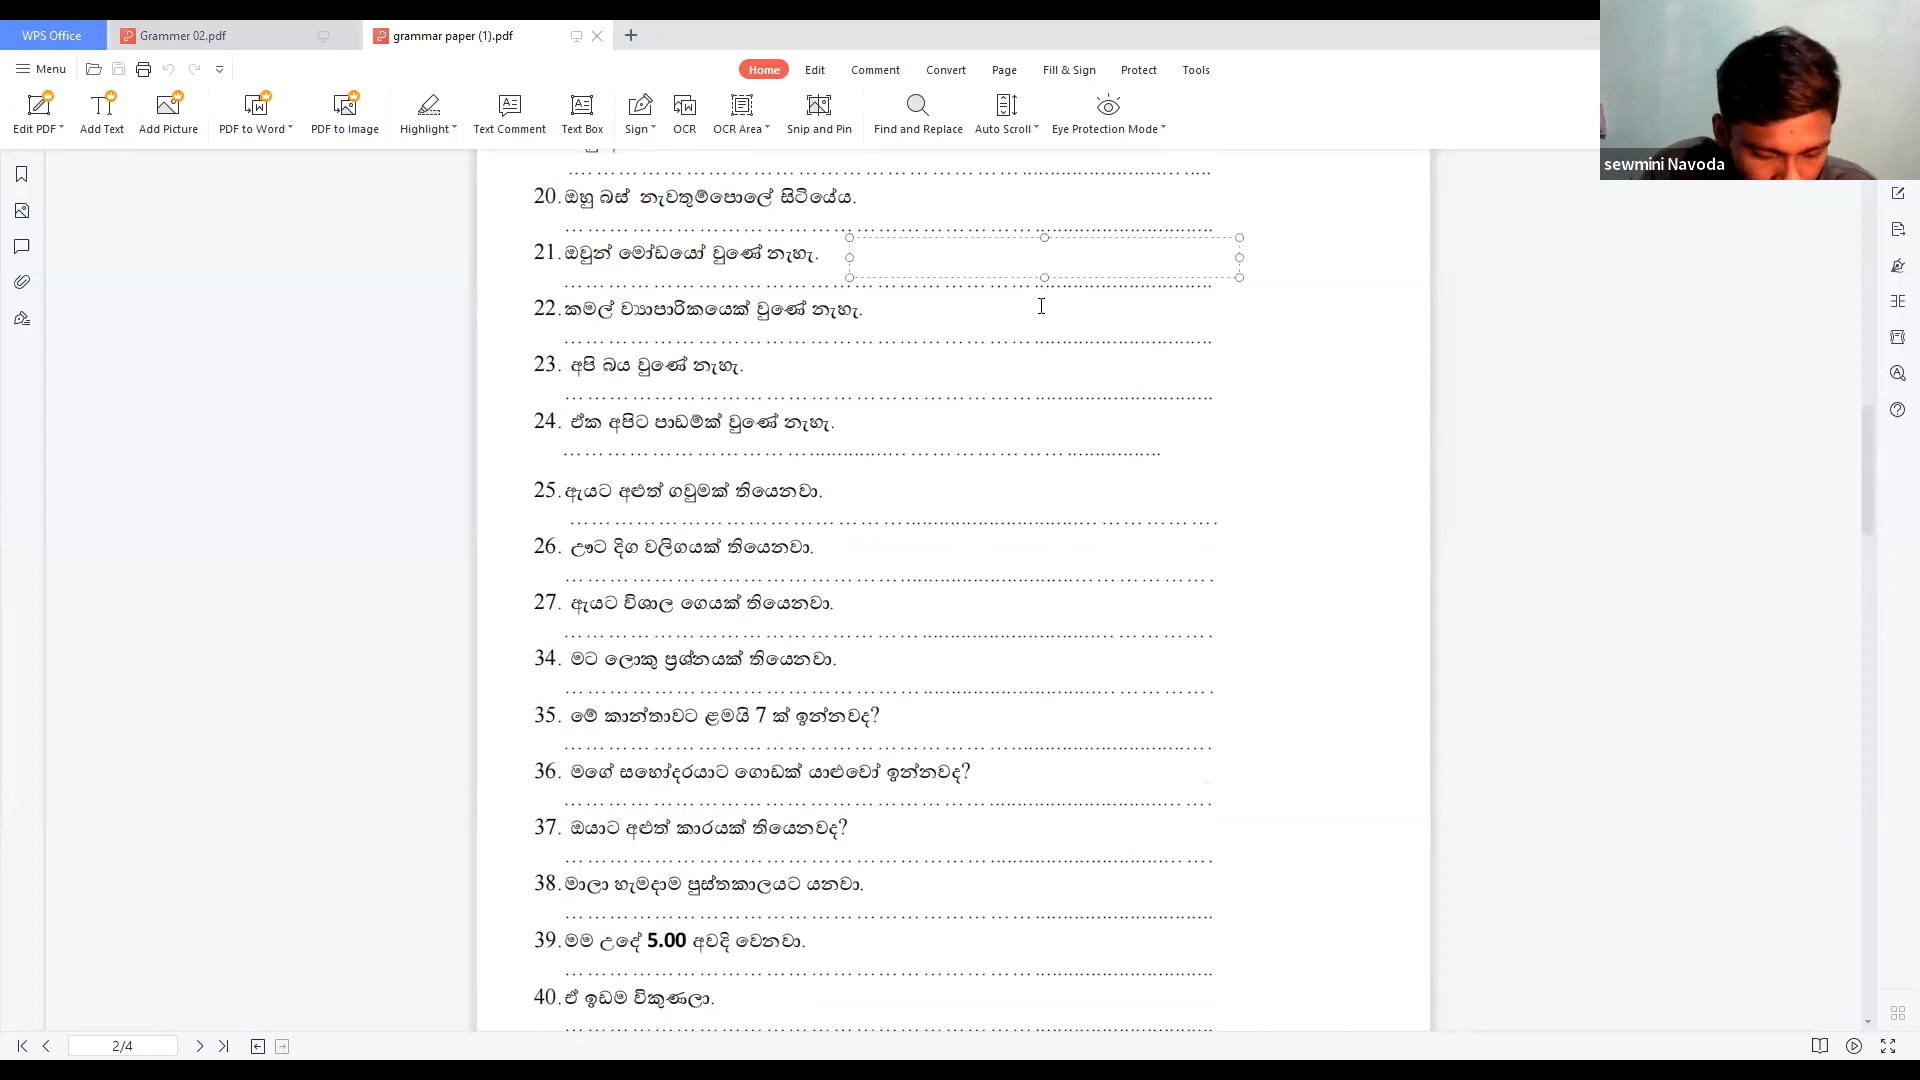 WPS Office
Grammer 02.pdf
grammar paper (1).pdf
Menu
Home
Edit
Comment
Convert
Page
Fill & Sign
Protect
Tools
Edit PDF
Add Text
Add Picture
PDF to Word
PDF to Image
Highlight
Text Comment
Text Box
Sign
OCR
OCR Area
Snip and Pin
Find and Replace
Auto Scroll
Eye Protection Mode
sewmini Navoda
20. ඔහු බස් නැවතුම්පොලේ සිටියේය.
21. ඔවුන් මෝඩයෝ වුණේ නැහැ.
22. කමල් ව්‍යාපාරිකයෙක් වුණේ නැහැ.
23. අපි බය වුණේ නැහැ.
24. ඒක අපිට පාඩම්ක් වුණේ නැහැ.
25. ඇයට අළුත් ගවුමක් තියෙනවා.
26. ඌට දිග වලිගයක් තියෙනවා.
27. ඇයට විශාල ගෙයක් තියෙනවා.
34. මට ලොකු ප්‍රශ්නයක් තියෙනවා.
35. මේ කාන්තාවට ළමයි 7 ක් ඉන්නවද?
36. මගේ සහෝදරයාට ගොඩක් යාළුවෝ ඉන්නවද?
37. ඔයාට අළුත් කාරයක් තියෙනවද?
38. මාලා හැමදාම පුස්තකාලයට යනවා.
39. මම උදේ 5.00 අවදි වෙනවා.
40. ඒ ඉඩම විකුණලා.
2/4